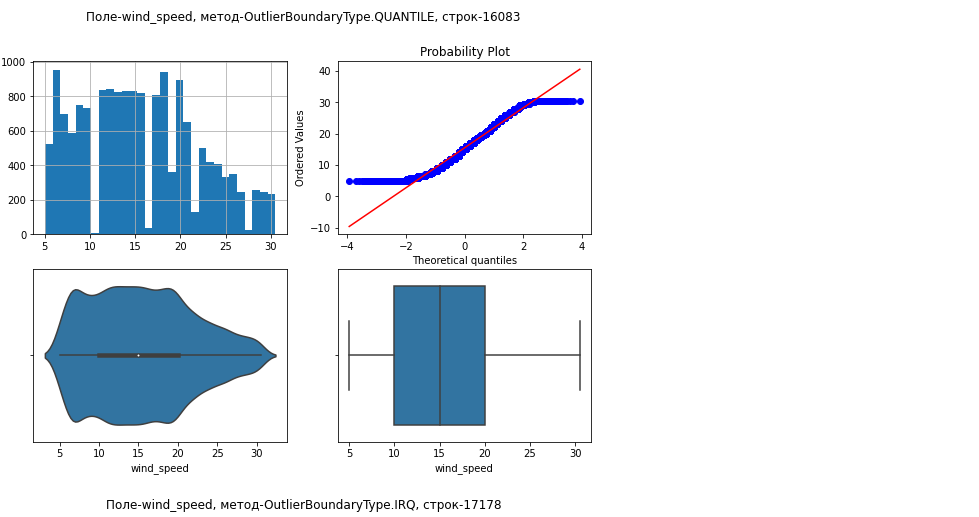 Поле-wind_speed, метод-OutlierBoundaryType.QUANTILE, строк-16083
Probability Plot
1000
800
600
400
200
0
5 10 15 20 25 30
Ordered Values
40
30
20
10
0
−10
−4 −2 0 2 4
Theoretical quantiles
5 10 15 20 25 30
wind_speed
5 10 15 20 25 30
wind_speed
Поле-wind_speed, метод-OutlierBoundaryType.IRQ, строк-17178